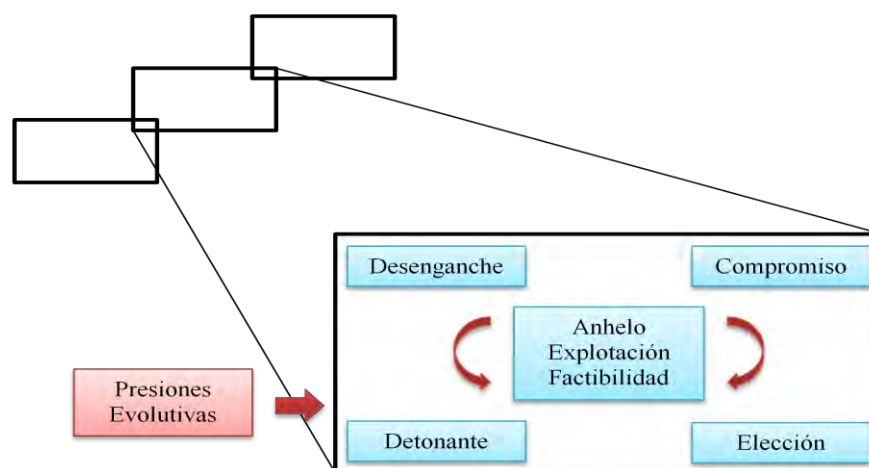 Desenganche
Compromiso
Anhelo
Explotación
Factibilidad
Presiones
Evolutivas
Detonante
Elección